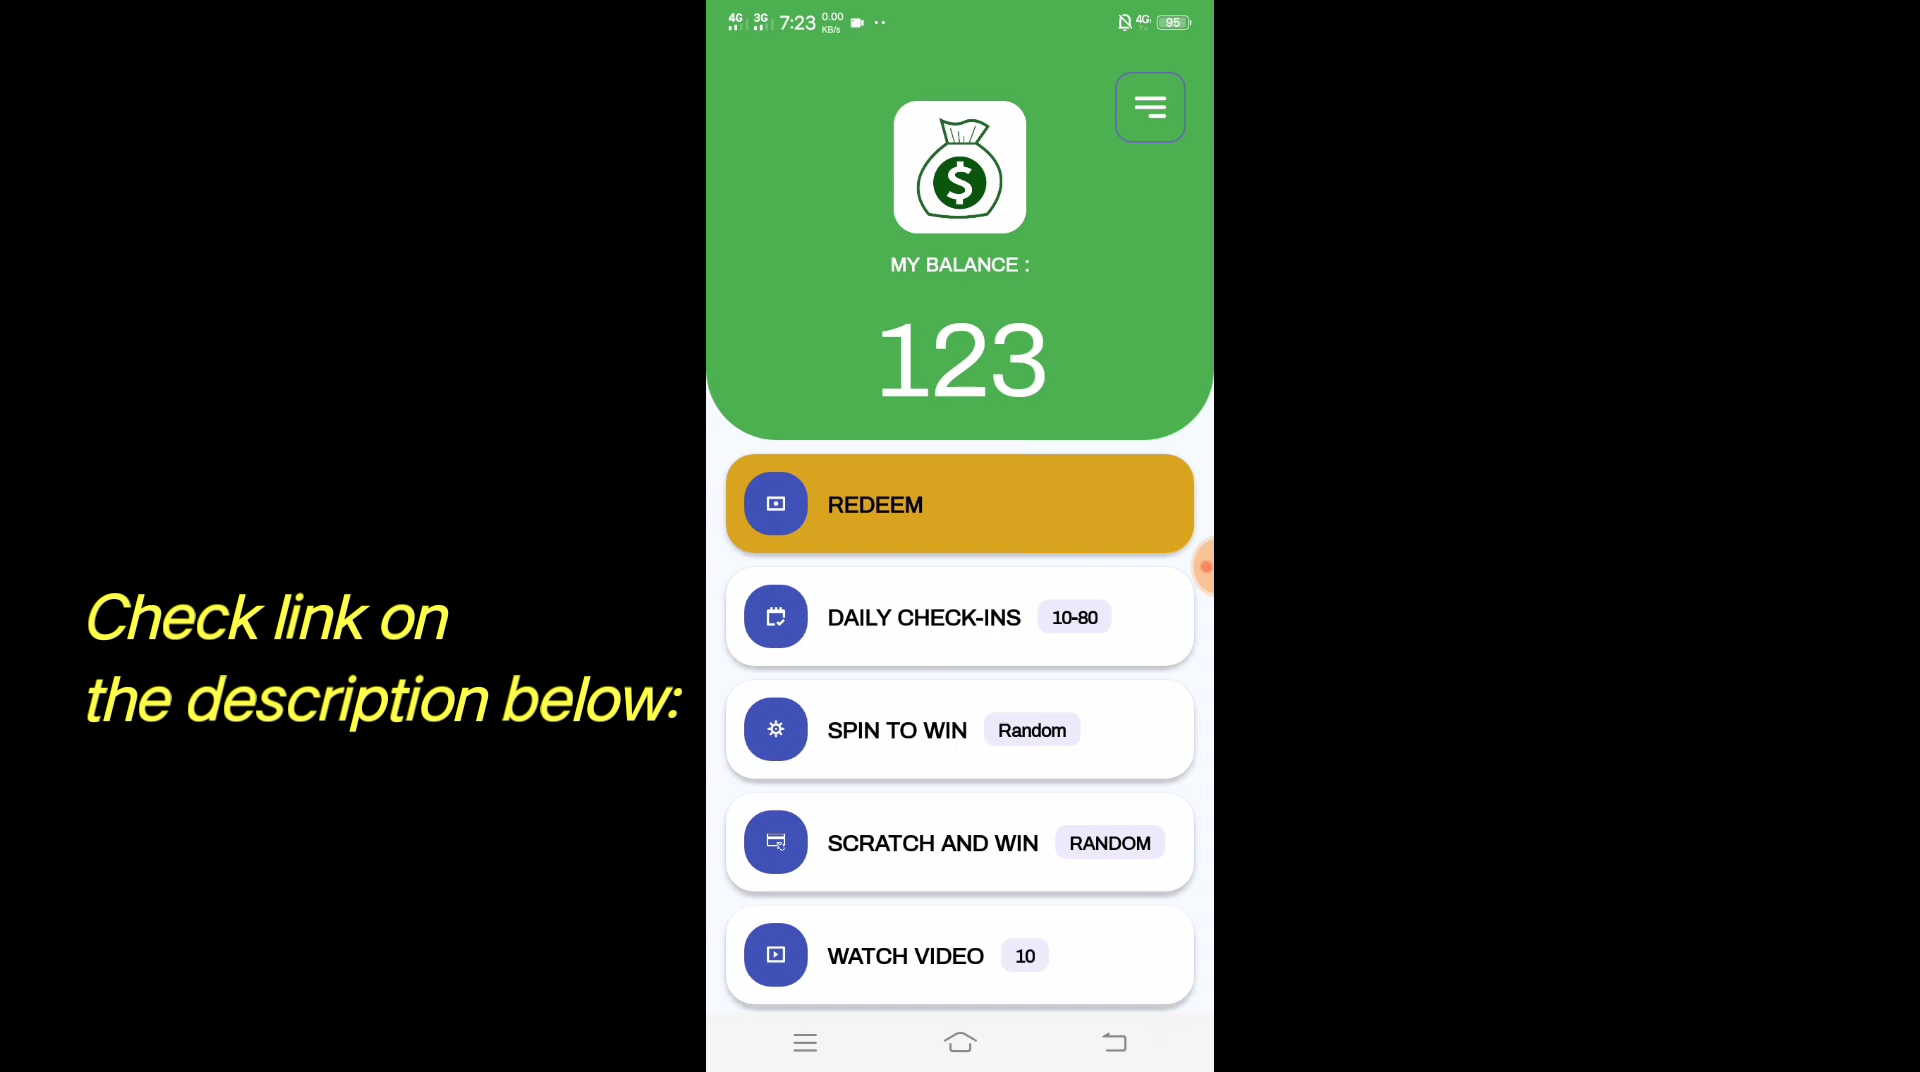 4G 3G 7:23 0.00 KB/s
4G 95
$
MY BALANCE :
123
REDEEM
DAILY CHECK-INS 10-80
SPIN TO WIN Random
SCRATCH AND WIN RANDOM
WATCH VIDEO 10
Check link on
the description below: